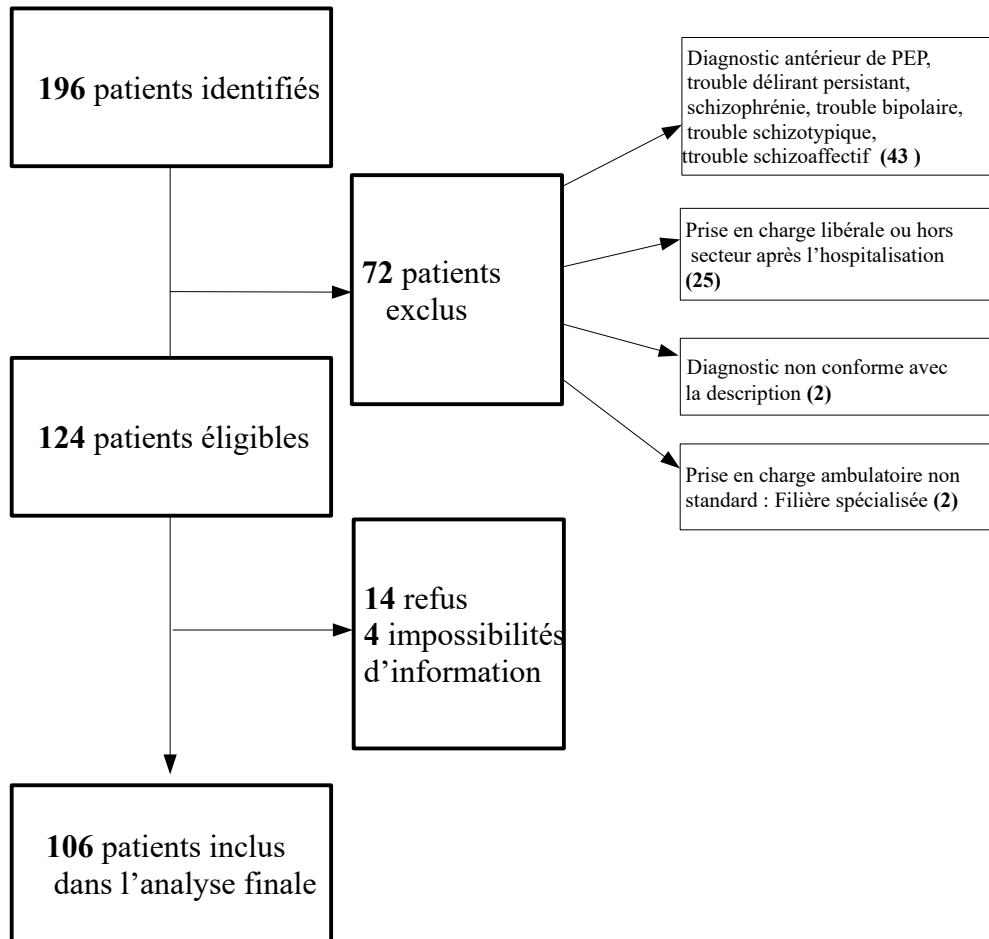 196 patients identifiés
Diagnostic antérieur de PEP,
trouble délirant persistant,
schizophrénie, trouble bipolaire,
trouble schizotypique,
ttrouble schizoaffectif (43 )
72 patients
exclus
Prise en charge libérale ou hors
secteur après l’hospitalisation
(25)
Diagnostic non conforme avec
la description (2)
Prise en charge ambulatoire non
standard : Filière spécialisée (2)
124 patients éligibles
14 refus
4 impossibilités
d’information
106 patients inclus
dans l’analyse finale